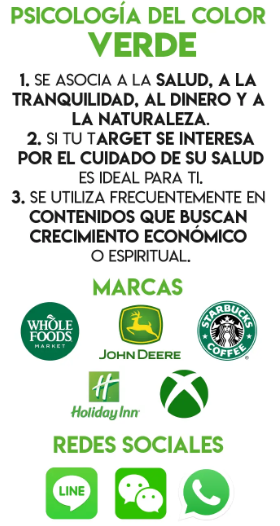 PSICOLOGÍA DEL COLOR
VERDE
1. SE ASOCIA A LA SALUD, A LA
TRANQUILIDAD, AL DINERO Y A
LA NATURALEZA.
2. SI TU TARGET SE INTERESA
POR EL CUIDADO DE SU SALUD
ES IDEAL PARA TI.
3. SE UTILIZA FRECUENTEMENTE EN
CONTENIDOS QUE BUSCAN
CRECIMIENTO ECONÓMICO
O ESPIRITUAL.
MARCAS
WHOLE
FOODS
MARKET
JOHN DEERE
STARBUCKS
COFFEE
H
Holiday Inn
REDES SOCIALES
LINE